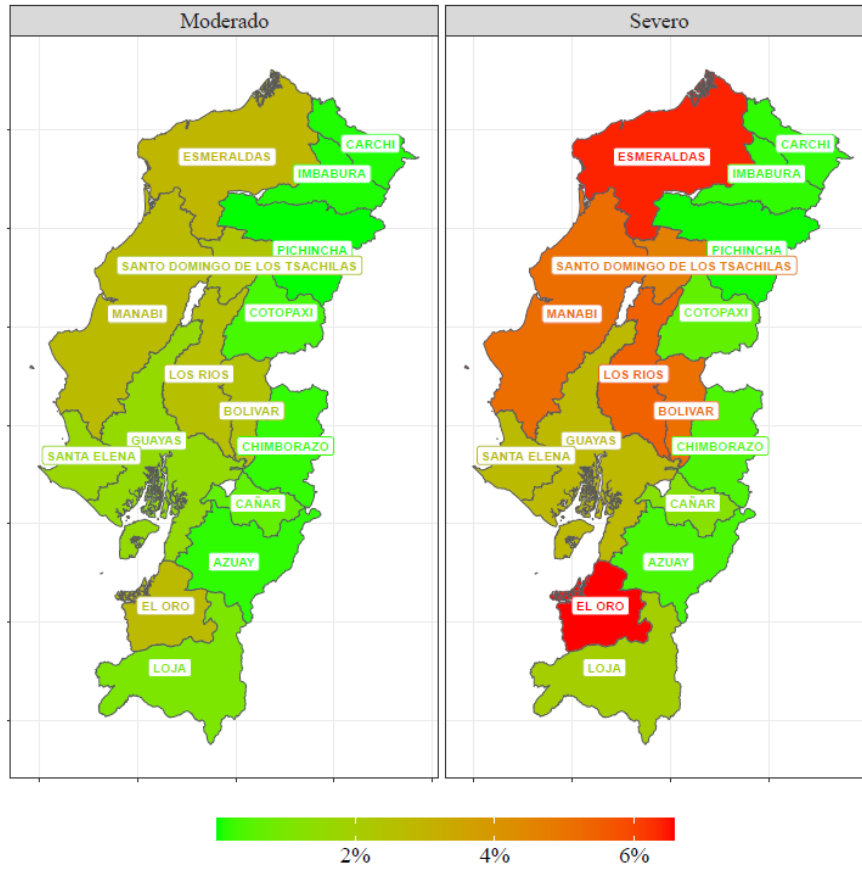 Moderado
CARCHI
ESMERALDAS
IMBABURA
PICHINCHA
SANTO DOMINGO DE LOS TSACHILAS
MANABI
COTOPAXI
LOS RIOS
BOLIVAR
GUAYAS
CHIMBORAZO
SANTA ELENA
CAÑAR
AZUAY
EL ORO
LOJA
Severo
CARCHI
ESMERALDAS
IMBABURA
PICHINCHA
SANTO DOMINGO DE LOS TSACHILAS
MANABI
COTOPAXI
LOS RIOS
BOLIVAR
GUAYAS
CHIMBORAZO
SANTA ELENA
CAÑAR
AZUAY
EL ORO
LOJA
2% 4% 6%